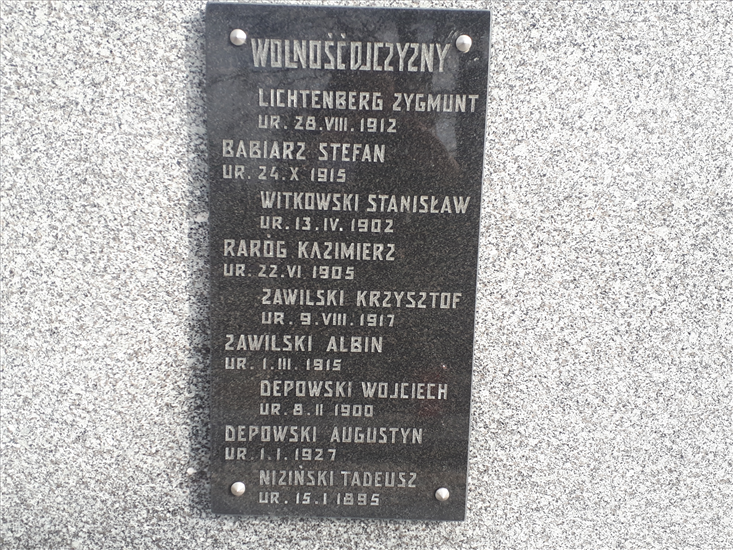 WOLNOŚĆ OJCZYZNY
LICHTENBERG ZYGMUNT
UR. 28.VIII.1912
BABIARZ STEFAN
UR. 24.X 1915
WITKOWSKI STANISŁAW
UR. 13.IV.1902
RARÓG KAZIMIERZ
UR. 22.VI 1905
ZAWILSKI KRZYSZTOF
UR. 9.VIII.1917
ZAWILSKI ALBIN
UR. 1.III.1915
DEPOWSKI WOJCIECH
UR. 8.II 1900
DEPOWSKI AUGUSTYN
UR. 1.1.1927
NIZIŃSKI TADEUSZ
UR. 15.I 1895